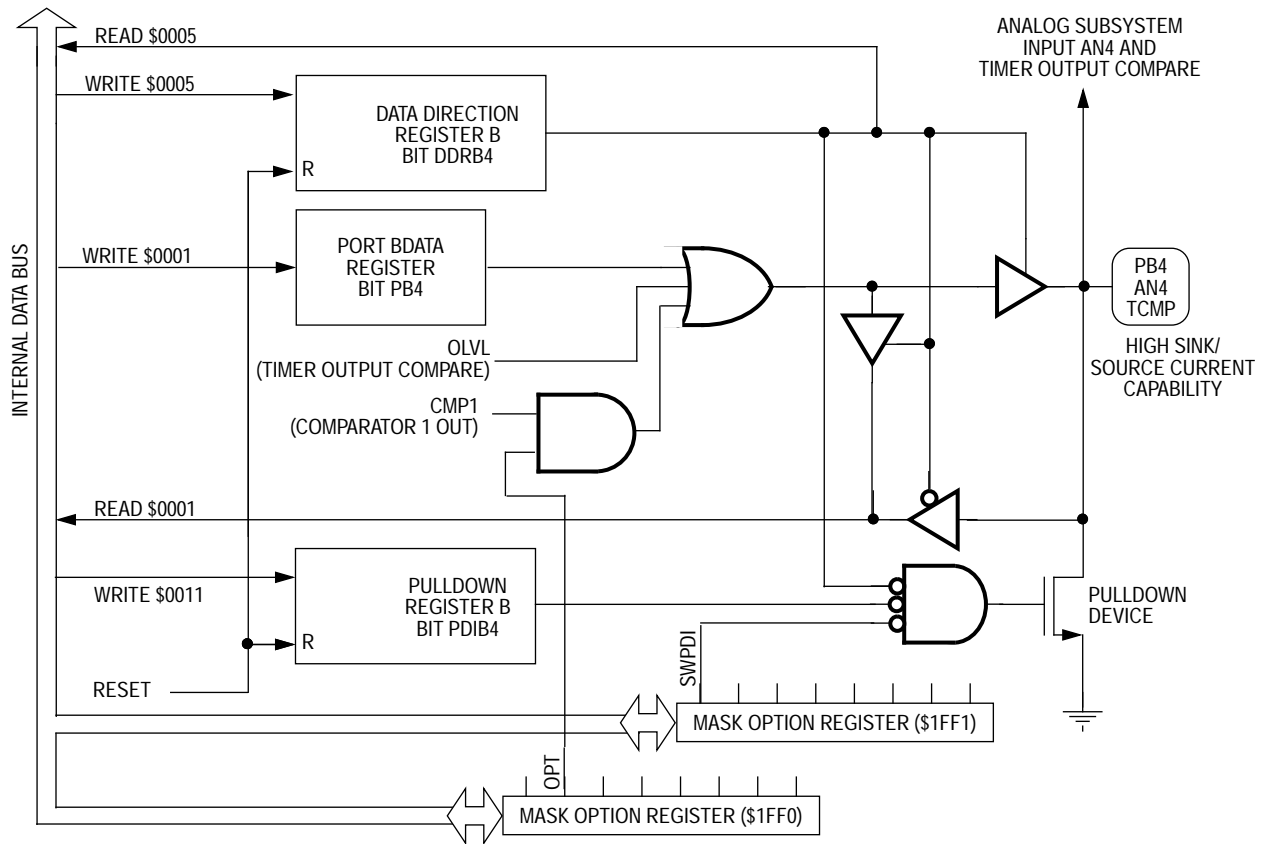 ANALOG SUBSYSTEM
INPUT AN4 AND
TIMER OUTPUT COMPARE
READ $0005
WRITE $0005
DATA DIRECTION
REGISTER B
BIT DDRB4
R
INTERNAL DATA BUS
WRITE $0001
PORT BDATA
REGISTER
BIT PB4
PB4
AN4
TCMP
HIGH SINK/
SOURCE CURRENT
CAPABILITY
OLVL
(TIMER OUTPUT COMPARE)
CMP1
(COMPARATOR 1 OUT)
READ $0001
WRITE $0011
PULLDOWN
REGISTER B
BIT PDIB4
R
PULLDOWN
DEVICE
RESET
SWPDI
MASK OPTION REGISTER ($1FF1)
OPT
MASK OPTION REGISTER ($1FF0)